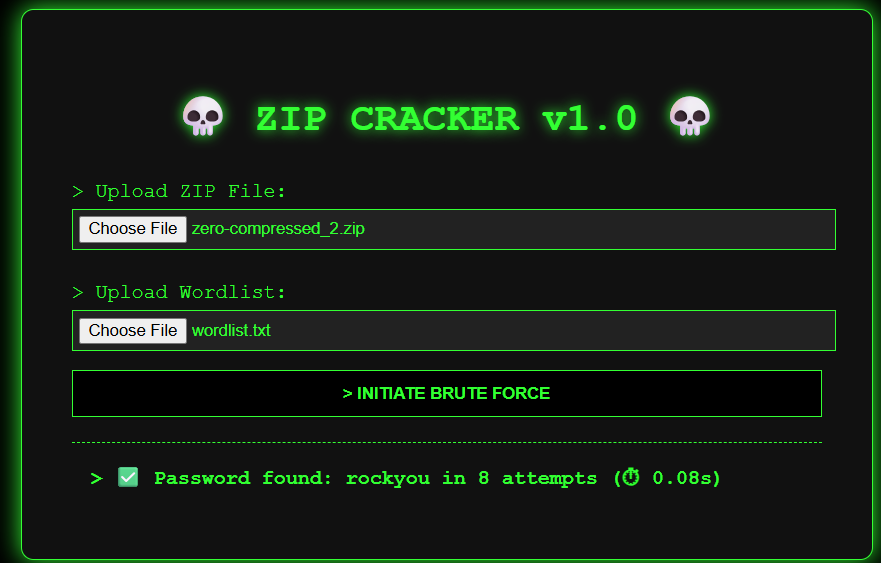 💀 ZIP CRACKER v1.0 💀
> Upload ZIP File:
Choose File zero-compressed_2.zip
> Upload Wordlist:
Choose File wordlist.txt
> INITIATE BRUTE FORCE
> ✅ Password found: rockyou in 8 attempts (⏱ 0.08s)